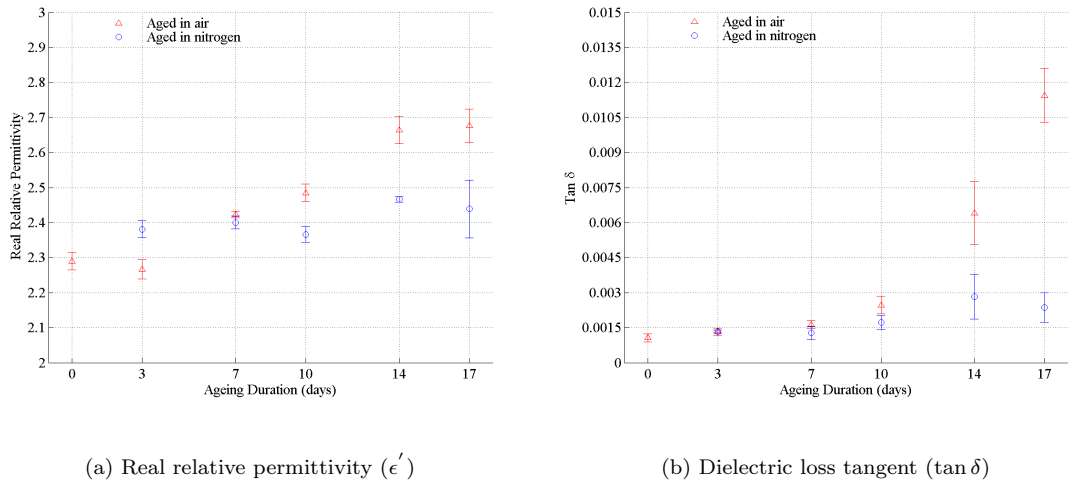 3
2.9
2.8
2.7
2.6
2.5
2.4
2.3
2.2
2.1
2
Real Relative Permittivity
Aged in air
Aged in nitrogen
0 3 7 10 14 17
Ageing Duration (days)
(a) Real relative permittivity (ϵ′)
0.015
0.0135
0.012
0.0105
0.009
0.0075
0.006
0.0045
0.003
0.0015
0
Tan δ
Aged in air
Aged in nitrogen
0 3 7 10 14 17
Ageing Duration (days)
(b) Dielectric loss tangent (tan δ)